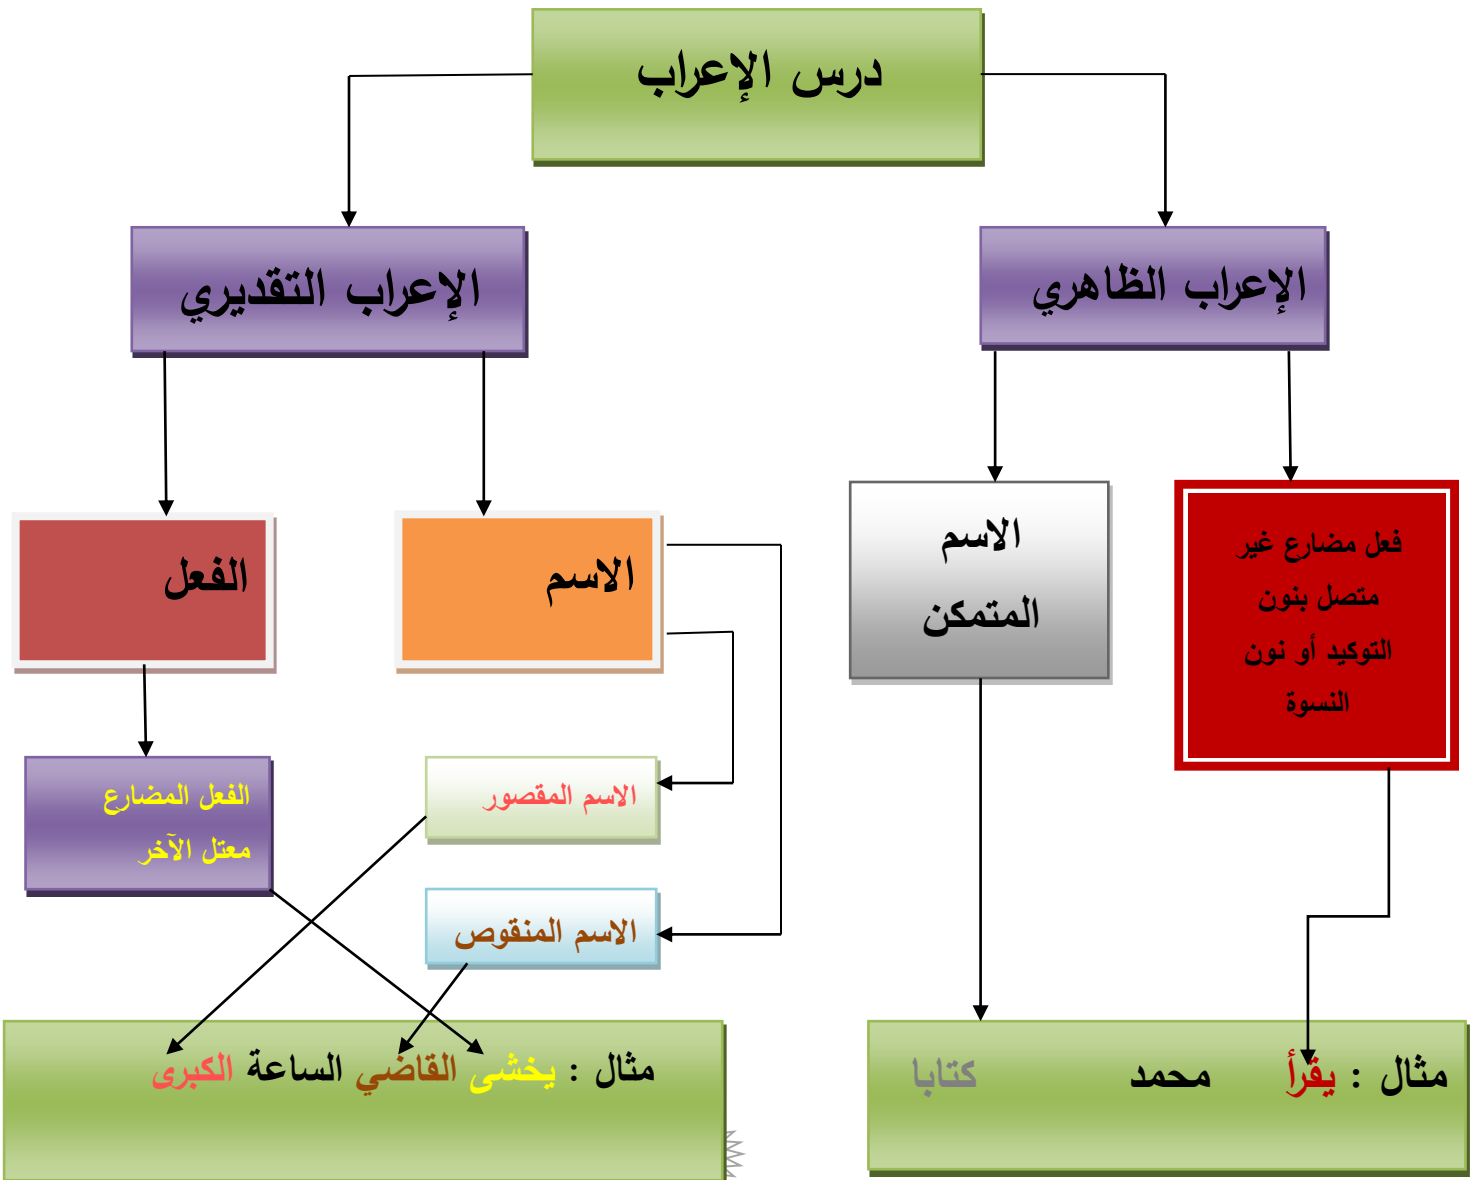 درس الإعراب
الإعراب الظاهري
الإعراب التقديري
فعل مضارع غير
متصل بنون
التوكيد أو نون
النسوة
الاسم
المتمكن
الاسم
الفعل
الاسم المقصور
الاسم المنقوص
الفعل المضارع
معتل الآخر
مثال : يقرأ محمد كتابا
مثال : يخشى القاضي الساعة الكبرى